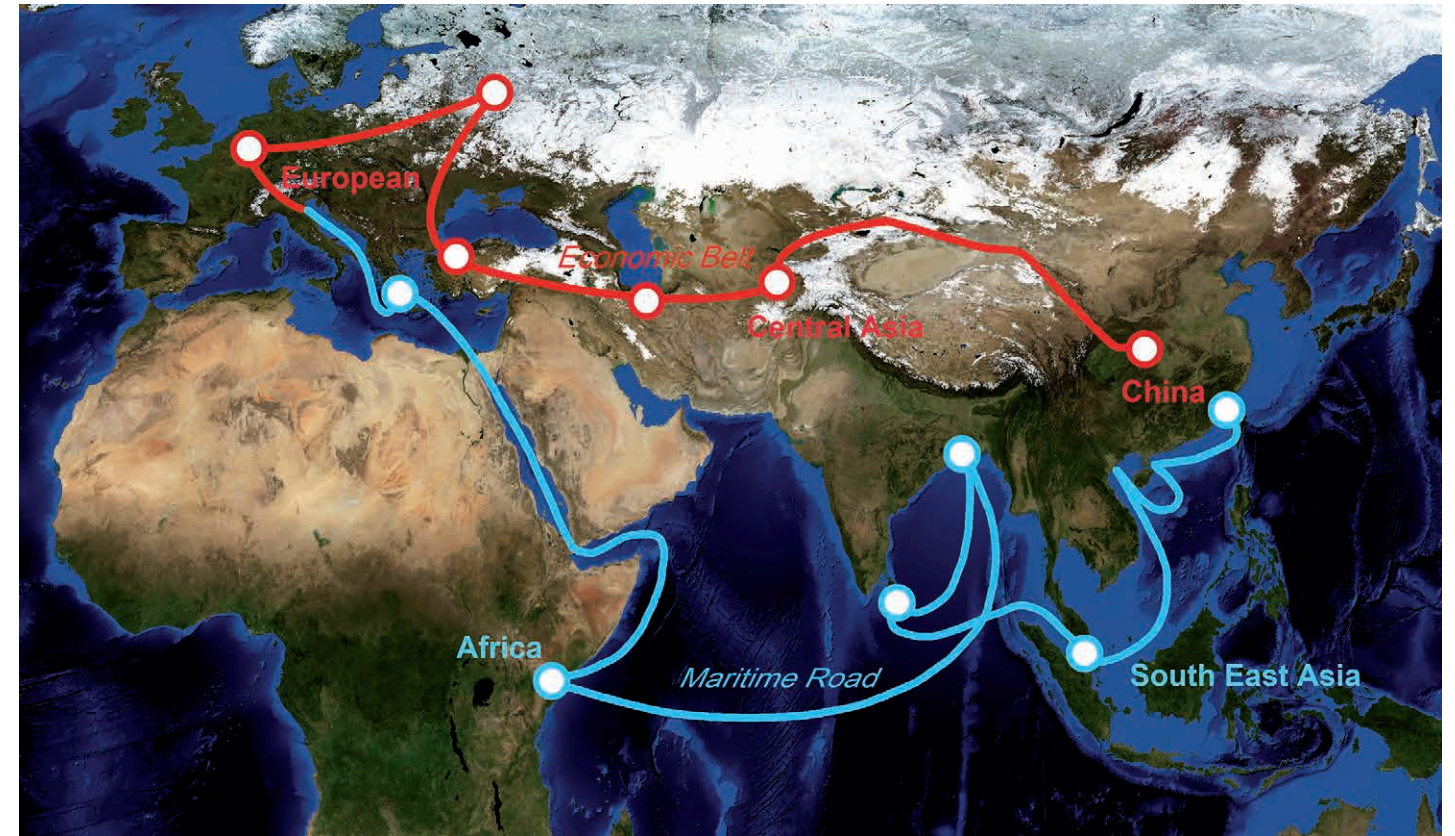 European
Economic Belt
Central Asia
China
Africa
Maritime Road
South East Asia